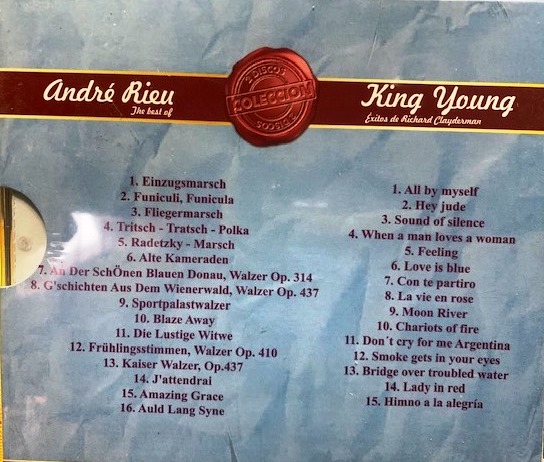 André Rieu
The best of
2 DISCOS
COLECCION
2 DISCOS
King Young
Exitos de Richard Clayderman
1. Einzugsmarsch
2. Funiculi, Funicula
3. Fliegermarsch
4. Tritsch - Tratsch - Polka
5. Radetzky - Marsch
6. Alte Kameraden
7. An Der SchÖnen Blauen Donau, Walzer Op. 314
8. G'schichten Aus Dem Wienerwald, Walzer Op. 437
9. Sportpalastwalzer
10. Blaze Away
11. Die Lustige Witwe
12. Frühlingsstimmen, Walzer Op. 410
13. Kaiser Walzer, Op.437
14. J'attendrai
15. Amazing Grace
16. Auld Lang Syne
1. All by myself
2. Hey jude
3. Sound of silence
4. When a man loves a woman
5. Feeling
6. Love is blue
7. Con te partiro
8. La vie en rose
9. Moon River
10. Chariots of fire
11. Don´t cry for me Argentina
12. Smoke gets in your eyes
13. Bridge over troubled water
14. Lady in red
15. Himno a la alegría